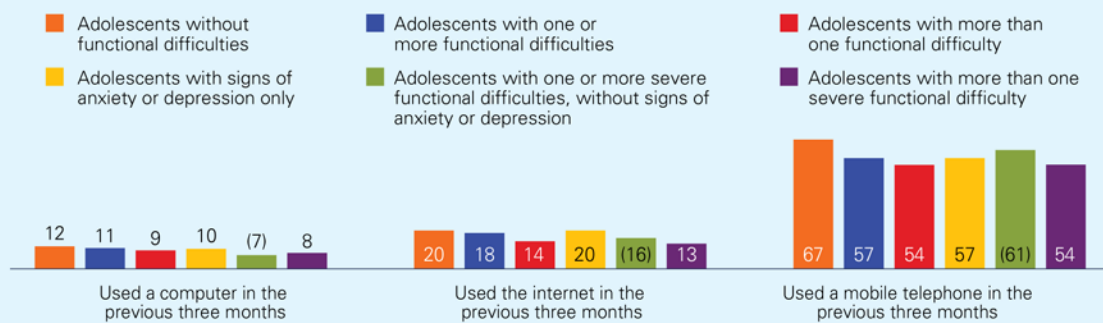 Adolescents without
functional difficulties
Adolescents with one or
more functional difficulties
Adolescents with more than
one functional difficulty
Adolescents with signs of
anxiety or depression only
Adolescents with one or more severe
functional difficulties, without signs of
anxiety or depression
Adolescents with more than one
severe functional difficulty
12 11 9 10 (7) 8
20 18 14 20 (16) 13
67 57 54 57 (61) 54
Used a computer in the
previous three months
Used the internet in the
previous three months
Used a mobile telephone in the
previous three months